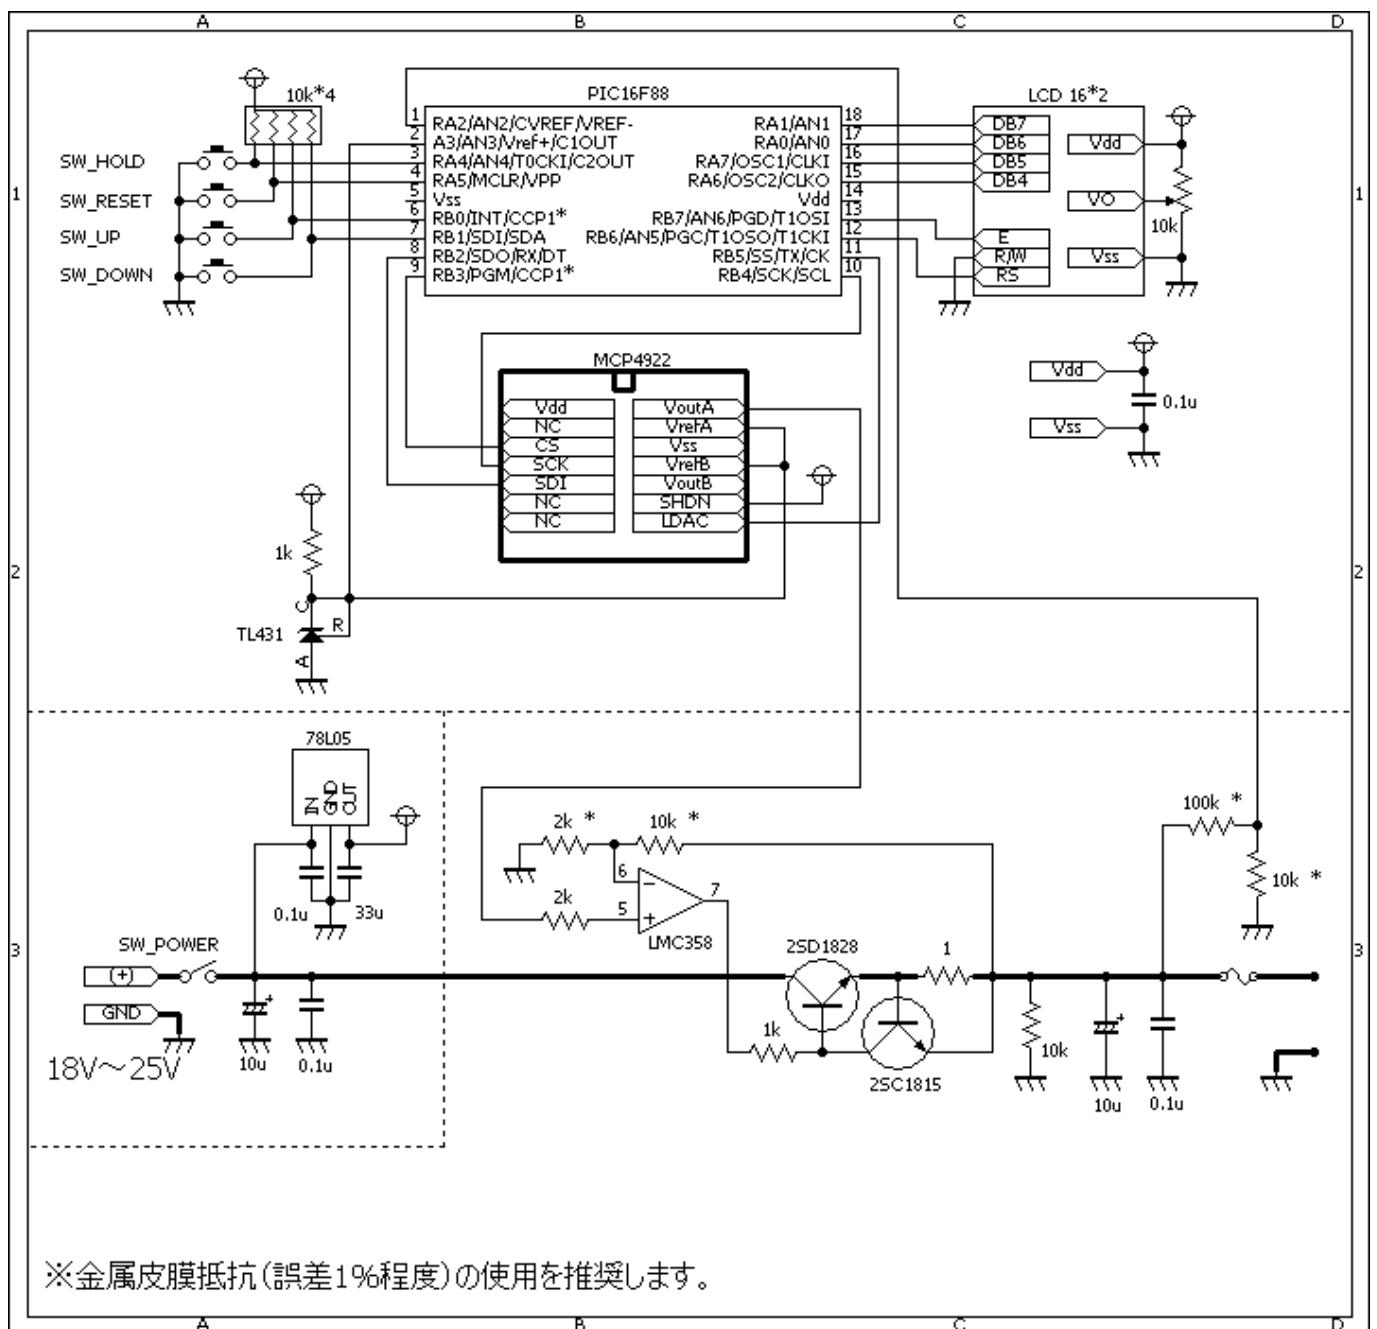 A B C D
10k*4
PIC16F88
LCD 16*2
1 RA2/AN2/CVREF/VREF- RA1/AN1 18 DB7
2 A3/AN3/Vref+/C1OUT RA0/AN0 17 DB6 Vdd
SW_HOLD 3 RA4/AN4/T0CKI/C2OUT RA7/OSC1/CLKI 16 DB5
4 RA5/MCLR/VPP RA6/OSC2/CLKO 15 DB4
1 SW_RESET 5 Vss Vdd 14 VO 10k 1
6 RB0/INT/CCP1* RB7/AN6/PGD/T1OSI 13
SW_UP 7 RB1/SDI/SDA RB6/AN5/PGC/T1OSO/T1CKI 12 E
8 RB2/SDO/RX/DT RB5/SS/TX/CK 11 R/W Vss
SW_DOWN 9 RB3/PGM/CCP1* RB4/SCK/SCL 10 RS
MCP4922
Vdd
0.1u
Vss
Vdd VoutA
NC VrefA
CS Vss
SCK VrefB
SDI VoutB
NC SHDN
NC LDAC
1k
2 2
C
R
TL431
A
78L05
IN GND OUT
0.1u 33u
100k *
2k * 10k *
10k *
6 −
2k 7
5 +
LMC358
3 3
SW_POWER
2SD1828 1
(+)
GND
+
10u 0.1u
18V～25V
1k
2SC1815
10k
+
10u 0.1u
※金属皮膜抵抗(誤差1%程度)の使用を推奨します。
A B C D